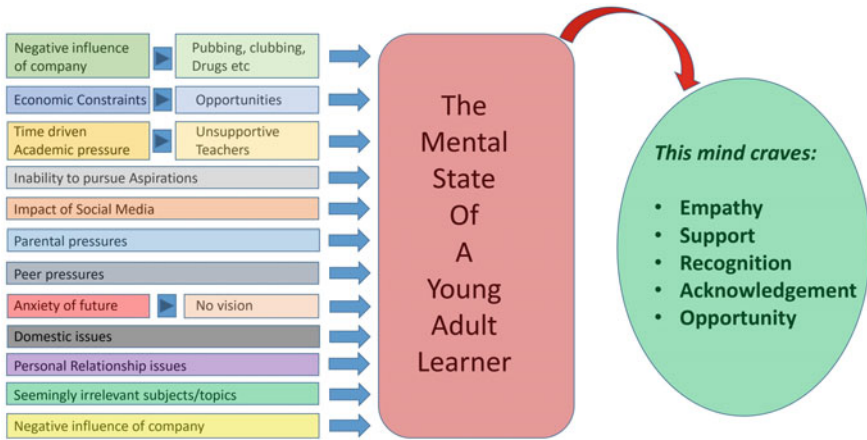 Negative influence
of company
Pubbing, clubbing,
Drugs etc
Economic Constraints
Opportunities
Time driven
Academic pressure
Unsupportive
Teachers
Inability to pursue Aspirations
Impact of Social Media
Parental pressures
Peer pressures
Anxiety of future
No vision
Domestic issues
Personal Relationship issues
Seemingly irrelevant subjects/topics
Negative influence of company
The
Mental
State
Of
A
Young
Adult
Learner
This mind craves:
• Empathy
• Support
• Recognition
• Acknowledgement
• Opportunity